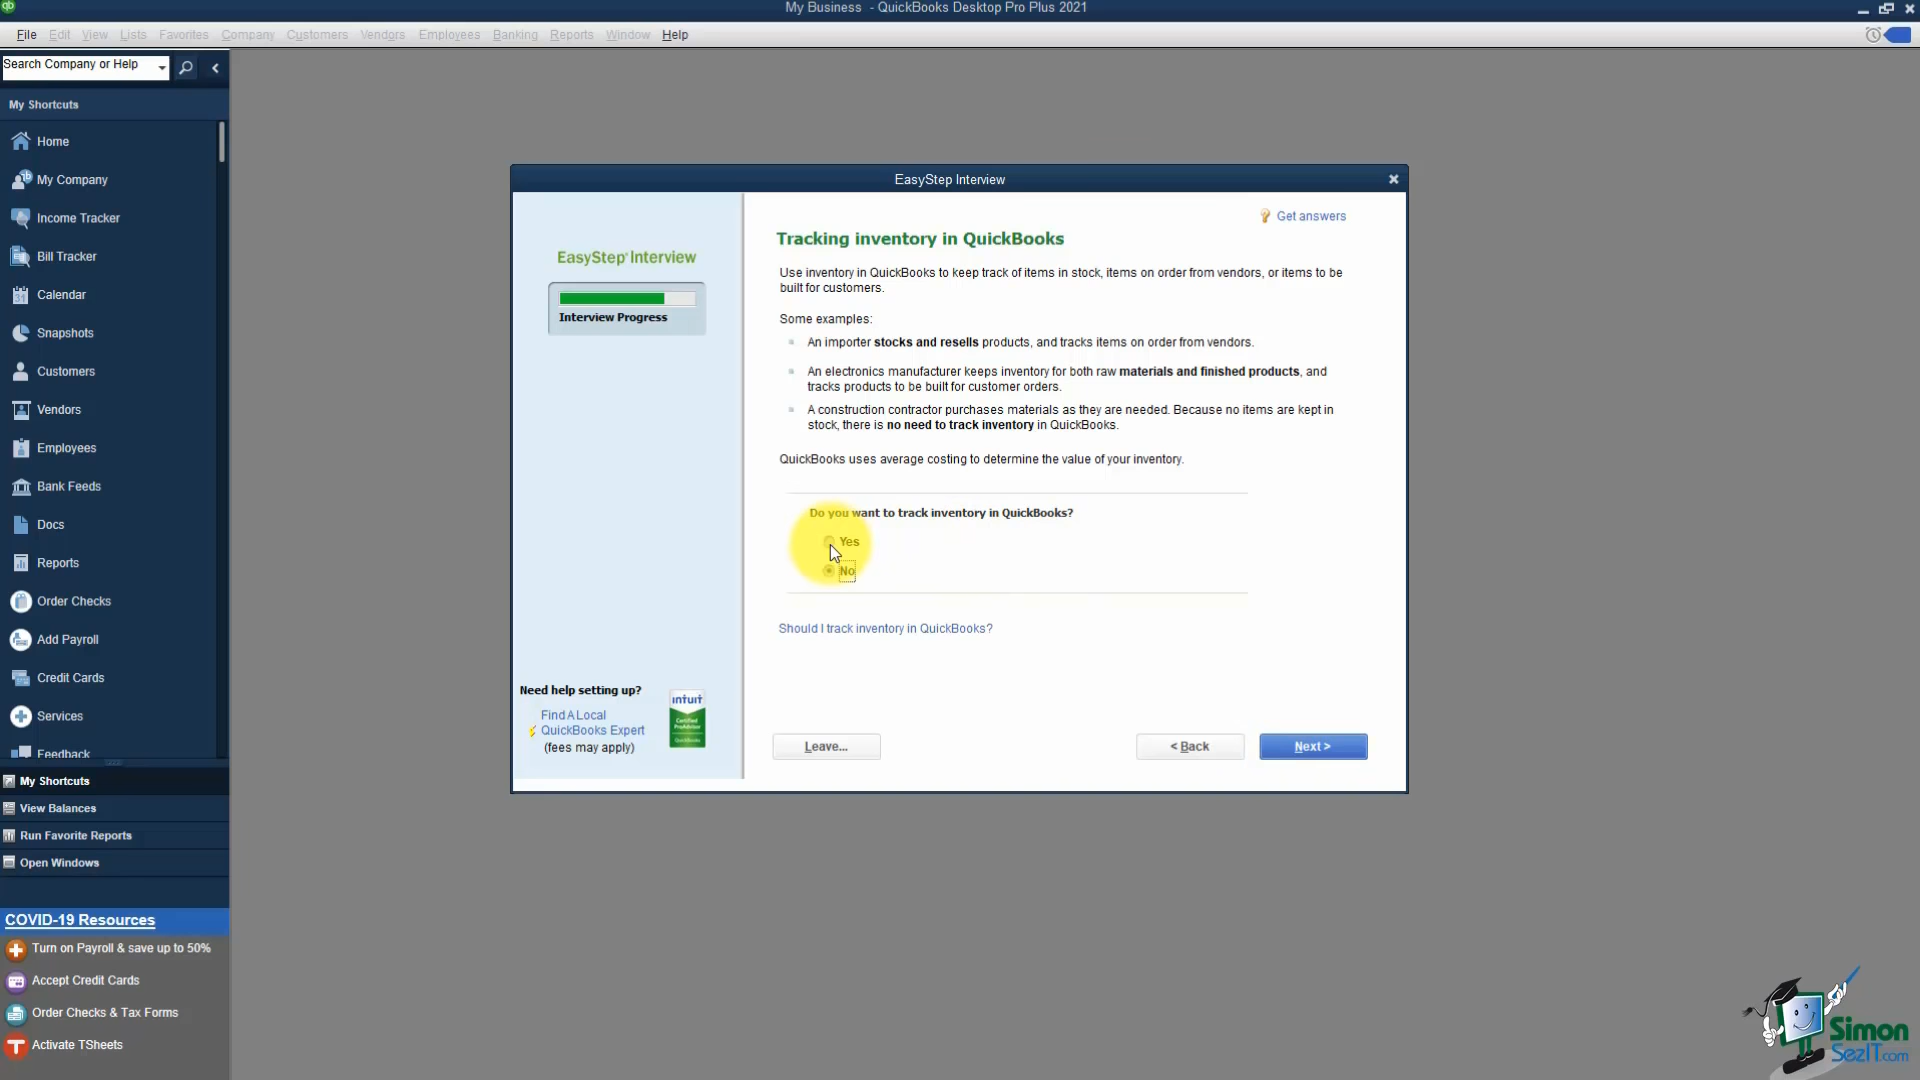 My Business - QuickBooks Desktop Pro Plus 2021
File Edit View Lists Favorites Company Customers Vendors Employees Banking Reports Window Help
Search Company or Help
My Shortcuts
Home
My Company
Income Tracker
Bill Tracker
Calendar
Snapshots
Customers
Vendors
Employees
Bank Feeds
Docs
Reports
Order Checks
Add Payroll
Credit Cards
Services
Feedback
My Shortcuts
View Balances
Run Favorite Reports
Open Windows
COVID-19 Resources
Turn on Payroll & save up to 50%
Accept Credit Cards
Order Checks & Tax Forms
Activate TSheets
EasyStep Interview
EasyStep Interview
Interview Progress
Need help setting up?
Find A Local
QuickBooks Expert
(fees may apply)
intuit
Certified
ProAdvisor
QuickBooks
Get answers
Tracking inventory in QuickBooks
Use inventory in QuickBooks to keep track of items in stock, items on order from vendors, or items to be
built for customers.
Some examples:
An importer stocks and resells products, and tracks items on order from vendors.
An electronics manufacturer keeps inventory for both raw materials and finished products, and
tracks products to be built for customer orders.
A construction contractor purchases materials as they are needed. Because no items are kept in
stock, there is no need to track inventory in QuickBooks.
QuickBooks uses average costing to determine the value of your inventory.
Do you want to track inventory in QuickBooks?
Yes
No
Should I track inventory in QuickBooks?
Leave...
< Back
Next >
Simon
SezIT.com